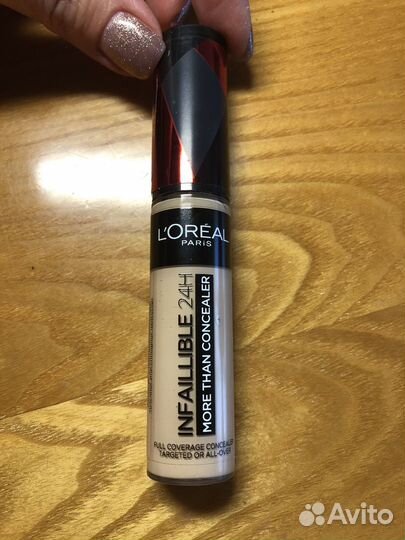 L'ORÉAL
PARIS
INFAILLIBLE 24H
MORE THAN CONCEALER
FULL COVERAGE CONCEALER
TARGETED OR ALL-OVER
Avito